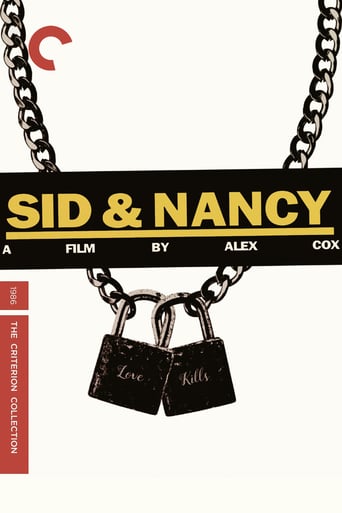 SID & NANCY
A FILM BY ALEX COX
Love Kills
1986
THE CRITERION COLLECTION